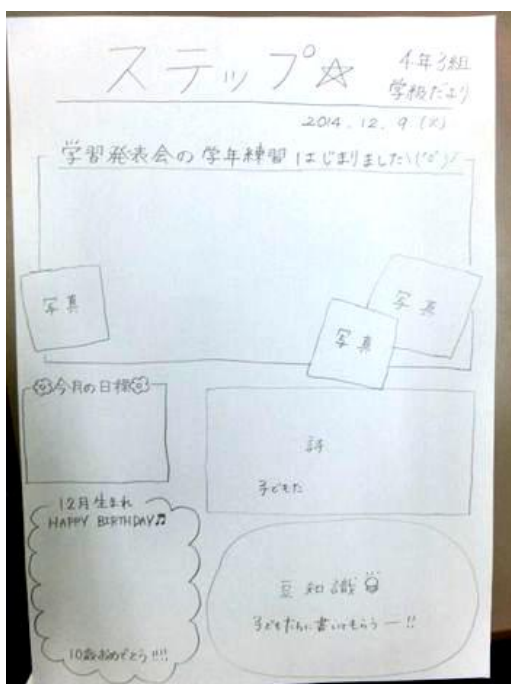 ステップ☆
4年3組
学級だより
2014.12.9(火)
学習発表会の学年練習はじまりました\(^o^)/
写真
写真
写真
今月の目標
詩
子どもた
12月生まれ
HAPPY BIRTHDAY♫
10歳おめでとう!!!!
豆知識
子どもたちに書いてもらうー!!